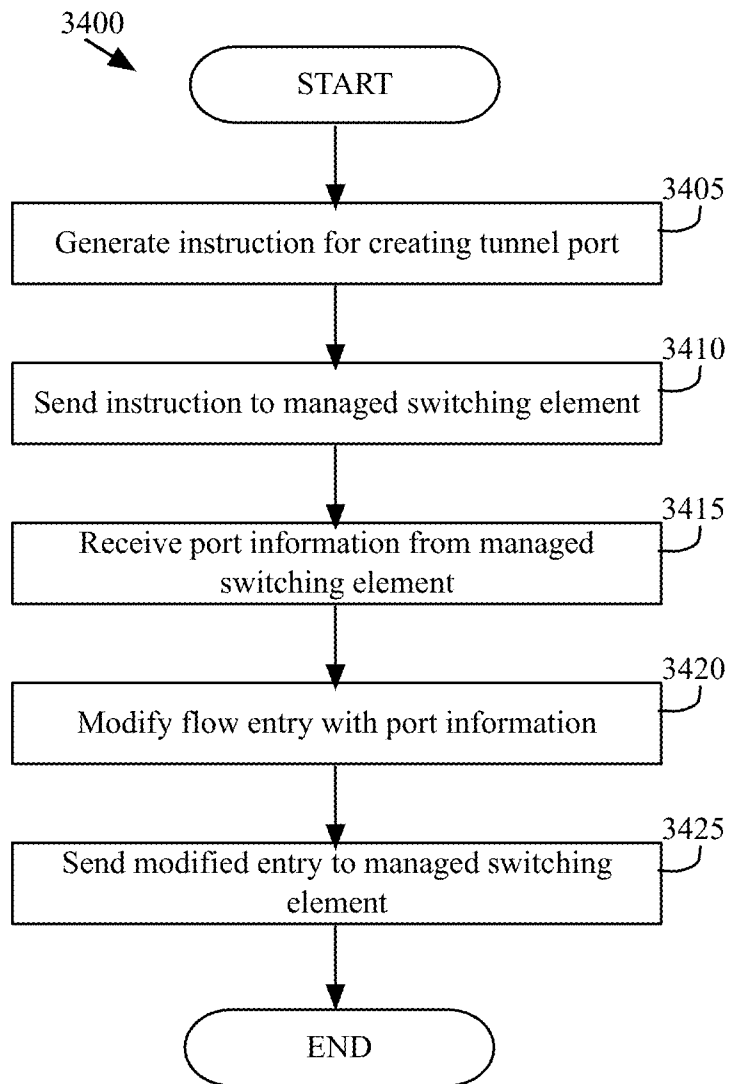 3400
START
3405
Generate instruction for creating tunnel port
3410
Send instruction to managed switching element
3415
Receive port information from managed
switching element
3420
Modify flow entry with port information
3425
Send modified entry to managed switching
element
END